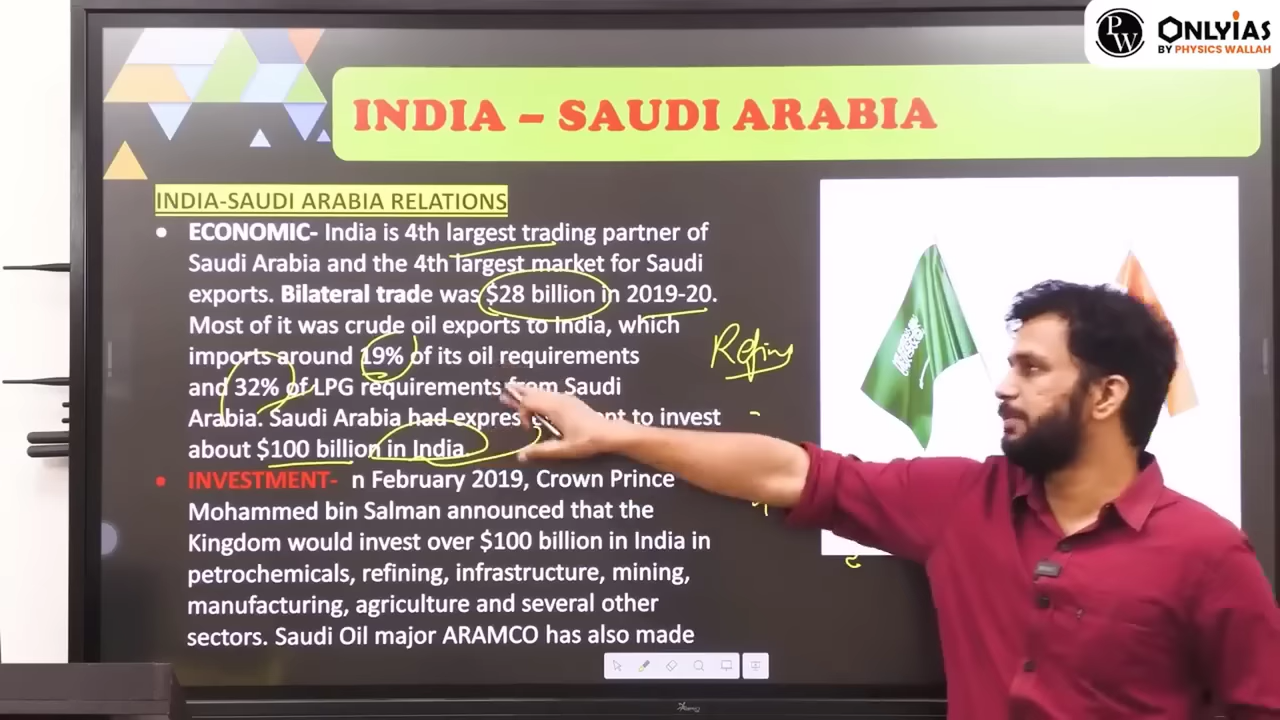 PW
ONLYIAS
BY PHYSICS WALLAH
INDIA – SAUDI ARABIA
INDIA-SAUDI ARABIA RELATIONS
• ECONOMIC- India is 4th largest trading partner of
Saudi Arabia and the 4th largest market for Saudi
exports. Bilateral trade was $28 billion in 2019-20.
Most of it was crude oil exports to India, which
imports around 19% of its oil requirements
and 32% of LPG requirements from Saudi
Arabia. Saudi Arabia had to invest
about $100 billion in India.
• INVESTMENT- n February 2019, Crown Prince
Mohammed bin Salman announced that the
Kingdom would invest over $100 billion in India in
petrochemicals, refining, infrastructure, mining,
manufacturing, agriculture and several other
sectors. Saudi Oil major ARAMCO has also made